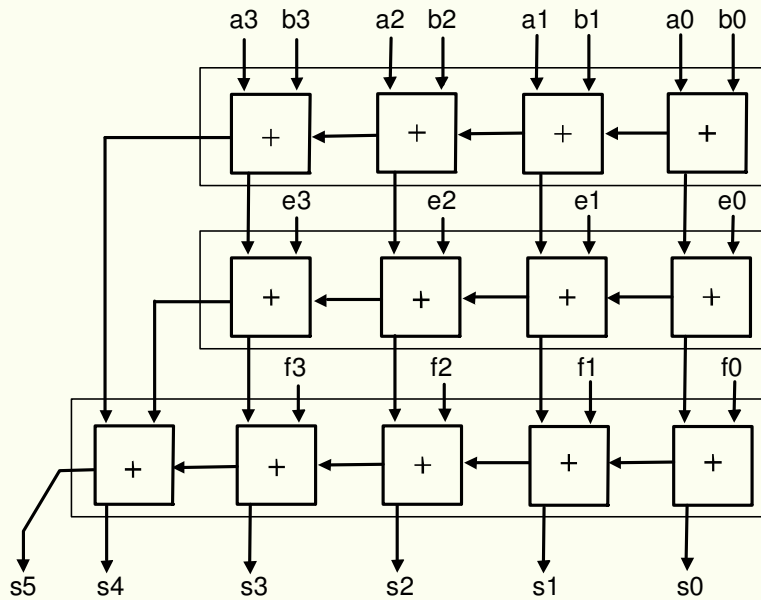 a3 b3 a2 b2 a1 b1 a0 b0
+ + + +
e3 e2 e1 e0
+ + + +
f3 f2 f1 f0
+ + + + +
s5 s4 s3 s2 s1 s0